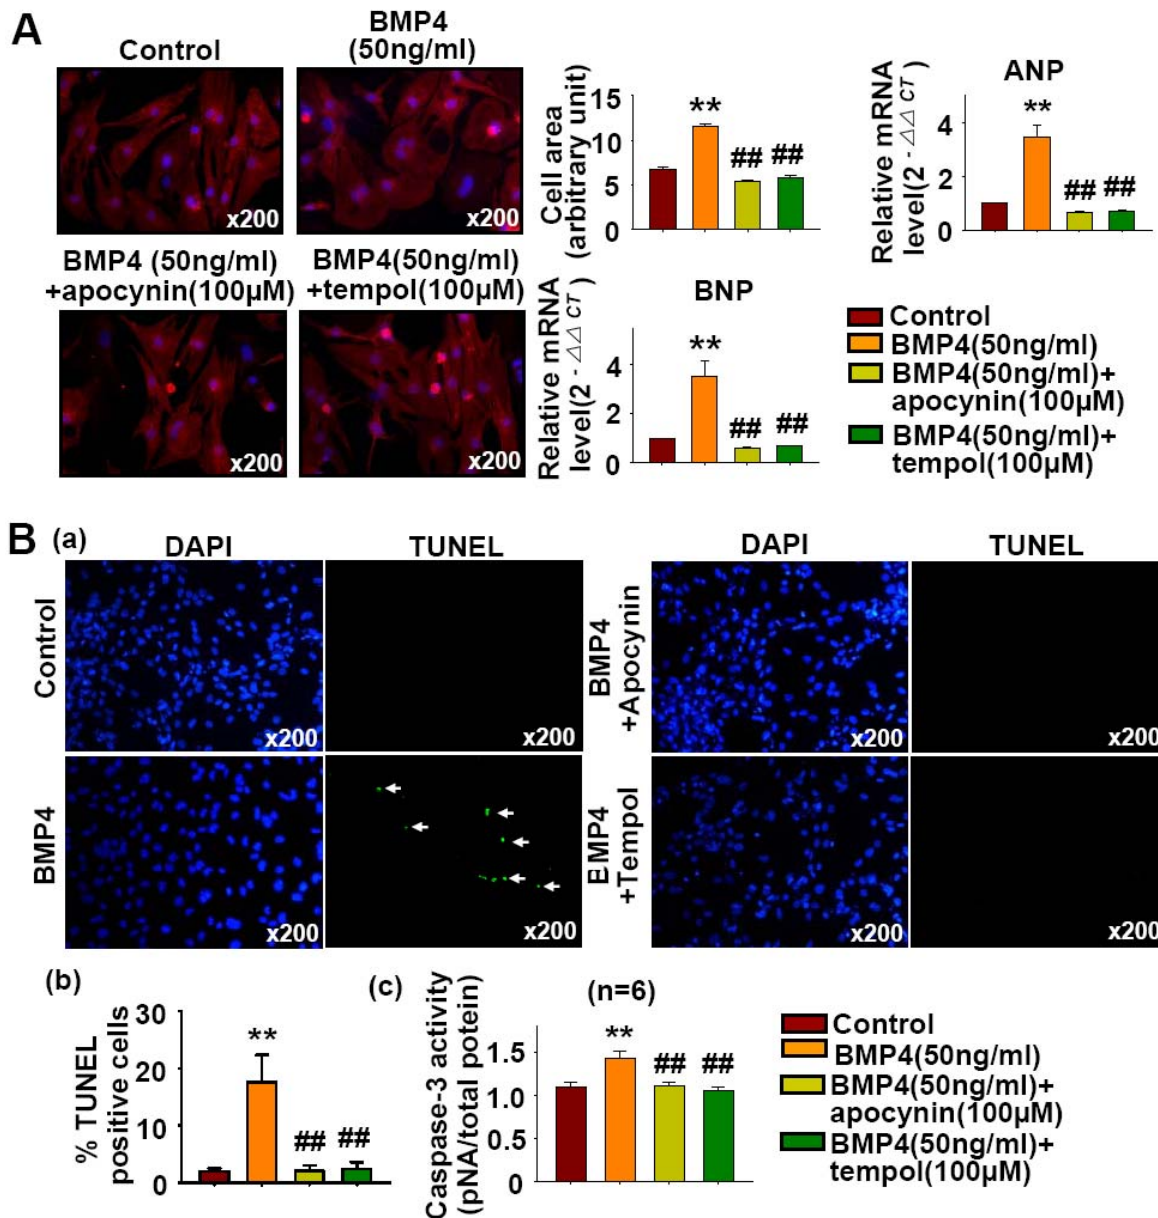 A
Control
BMP4
(50ng/ml)
x200
x200
BMP4 (50ng/ml)
+apocynin(100µM)
BMP4(50ng/ml)
+tempol(100µM)
x200
x200
Cell area
(arbitrary unit)
15
10
5
0
**
##
##
ANP
Relative mRNA
level(2 - △△ CT )
4
2
0
**
##
##
BNP
Relative mRNA
level(2 - △△ CT )
4
2
0
**
##
##
Control
BMP4(50ng/ml)
BMP4(50ng/ml)+
apocynin(100µM)
BMP4(50ng/ml)+
tempol(100µM)
B
(a)
DAPI
TUNEL
DAPI
TUNEL
Control
x200
x200
BMP4
+Apocynin
x200
x200
BMP4
x200
x200
EMP4
+Tempol
x200
x200
(b)
% TUNEL
positive cells
30
20
10
0
**
##
##
(c)
(n=6)
Caspase-3 activity
(pNA/total potein)
1.5
1.0
0.5
0
**
##
##
Control
BMP4(50ng/ml)
BMP4(50ng/ml)+
apocynin(100µM)
BMP4(50ng/ml)+
tempol(100µM)